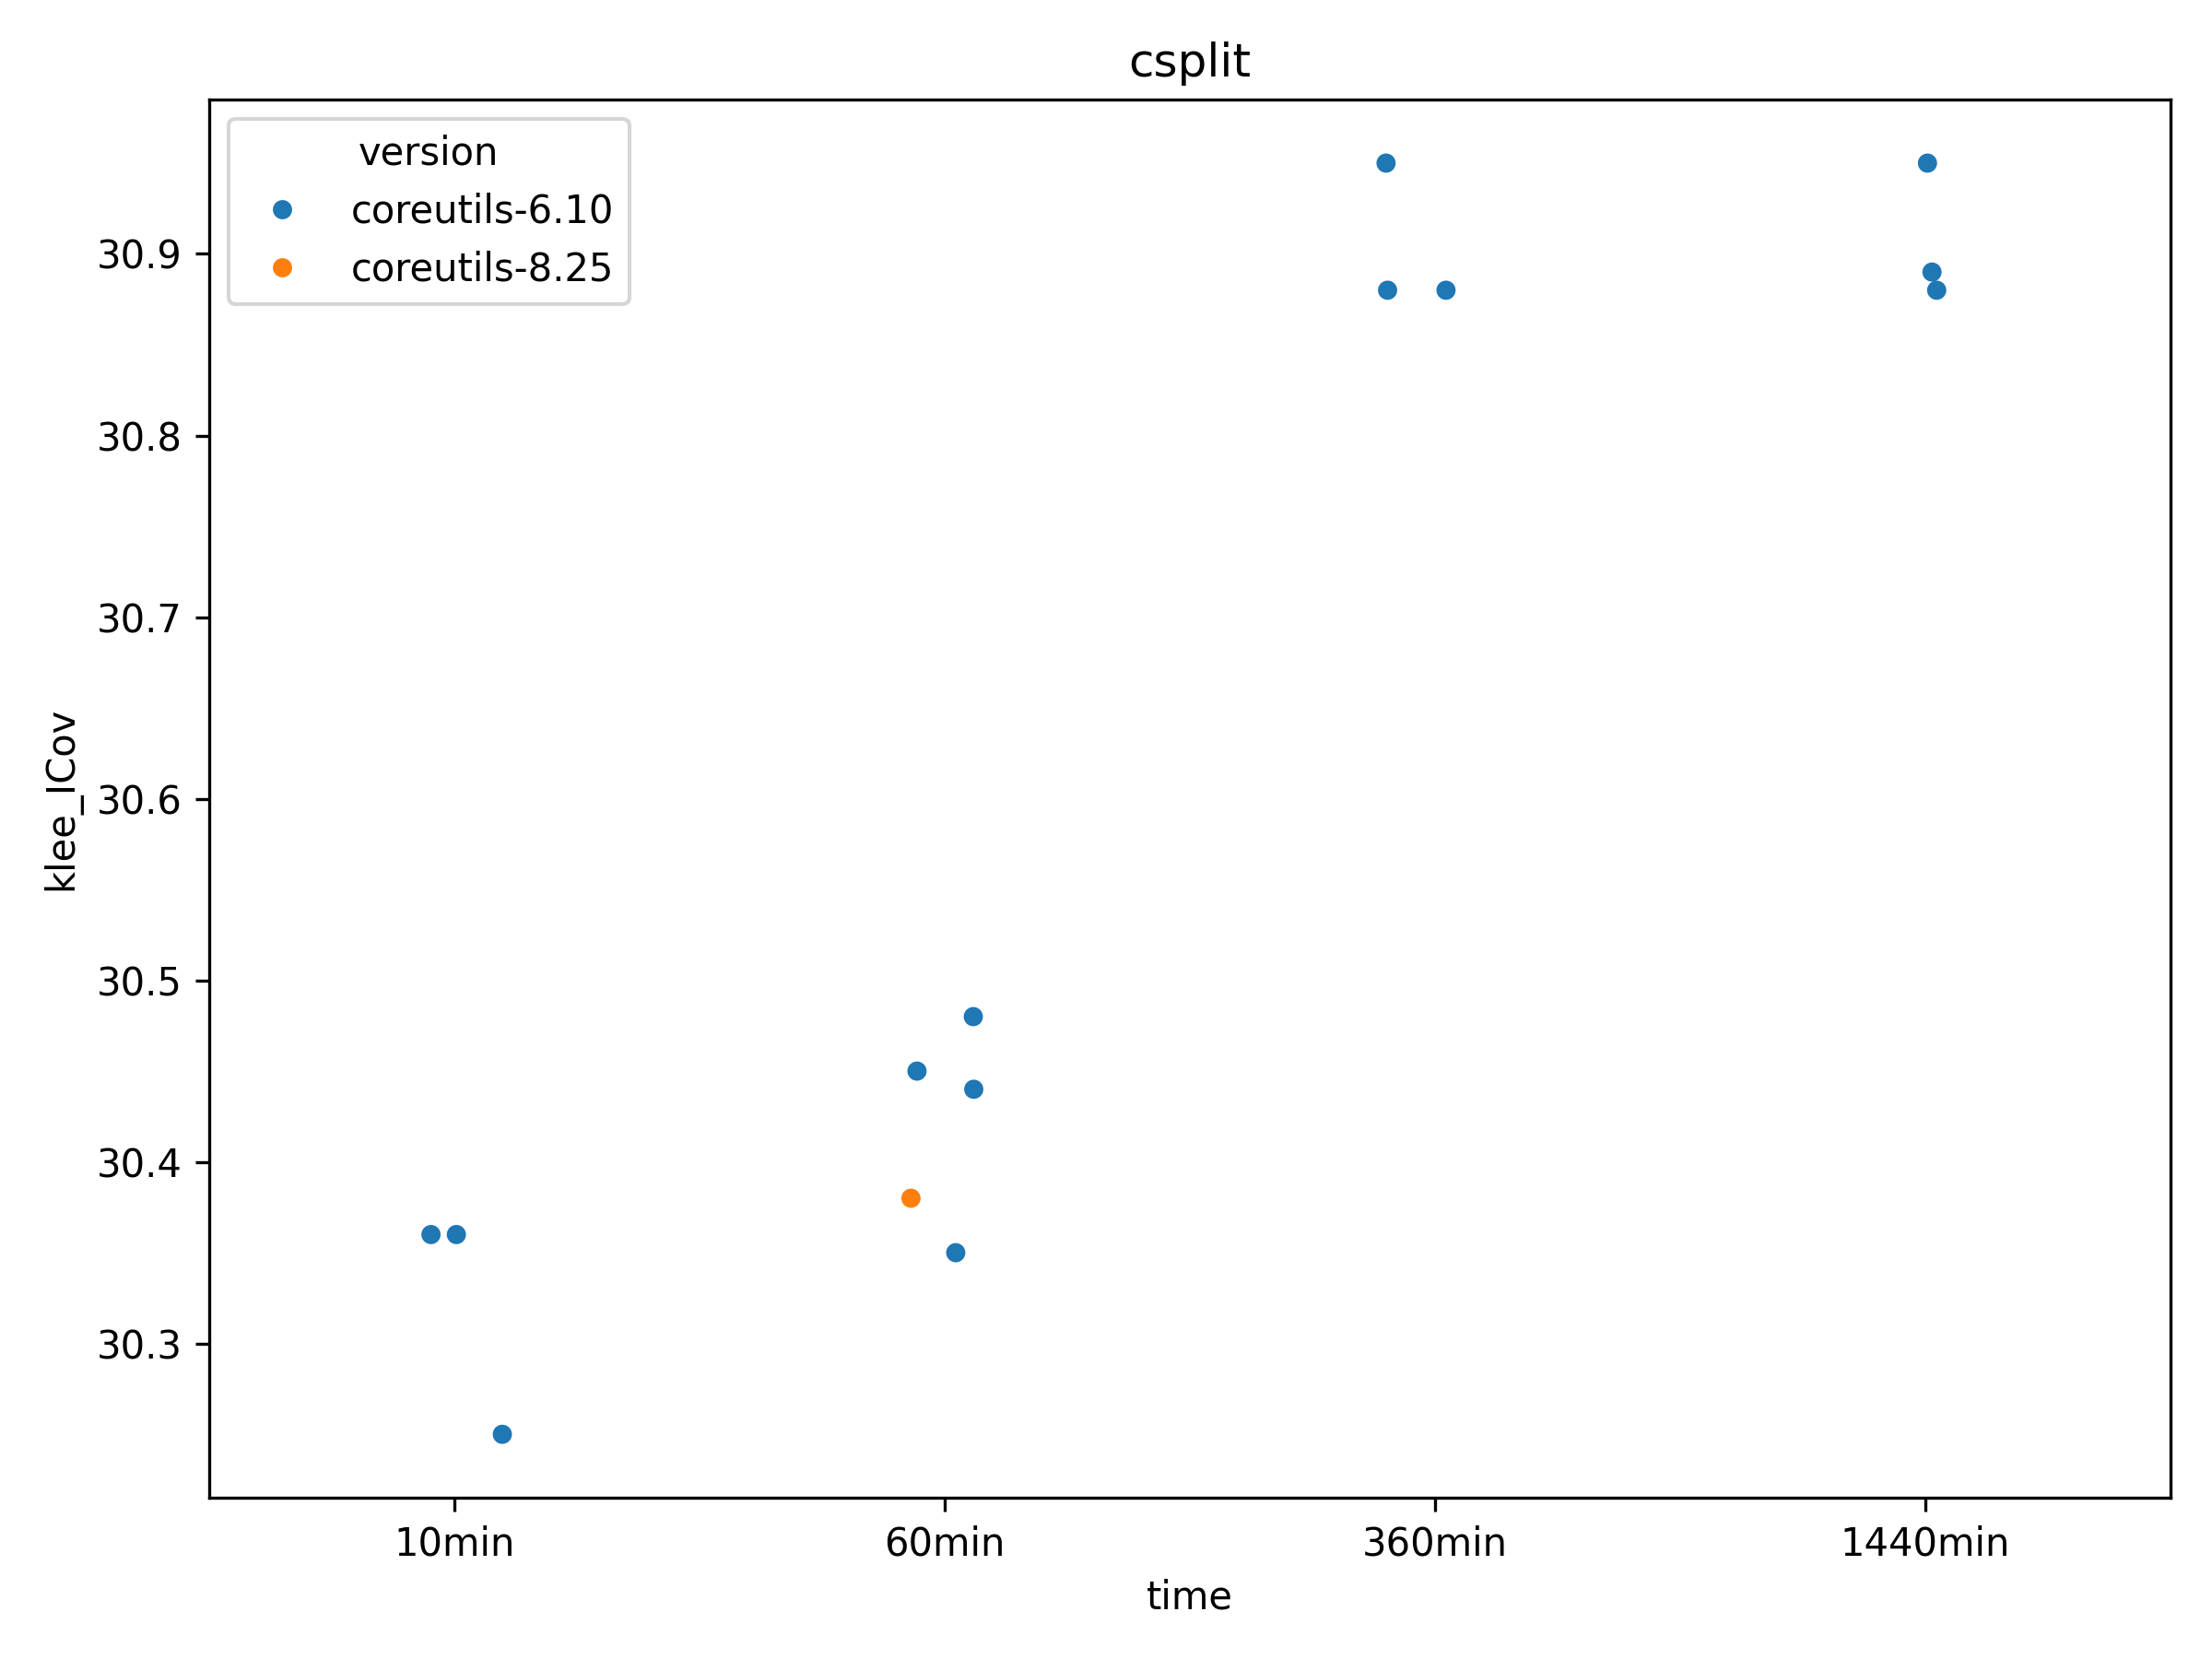 csplit
version
coreutils-6.10
coreutils-8.25
klee_ICov
30.9
30.8
30.7
30.6
30.5
30.4
30.3
10min
60min
360min
1440min
time